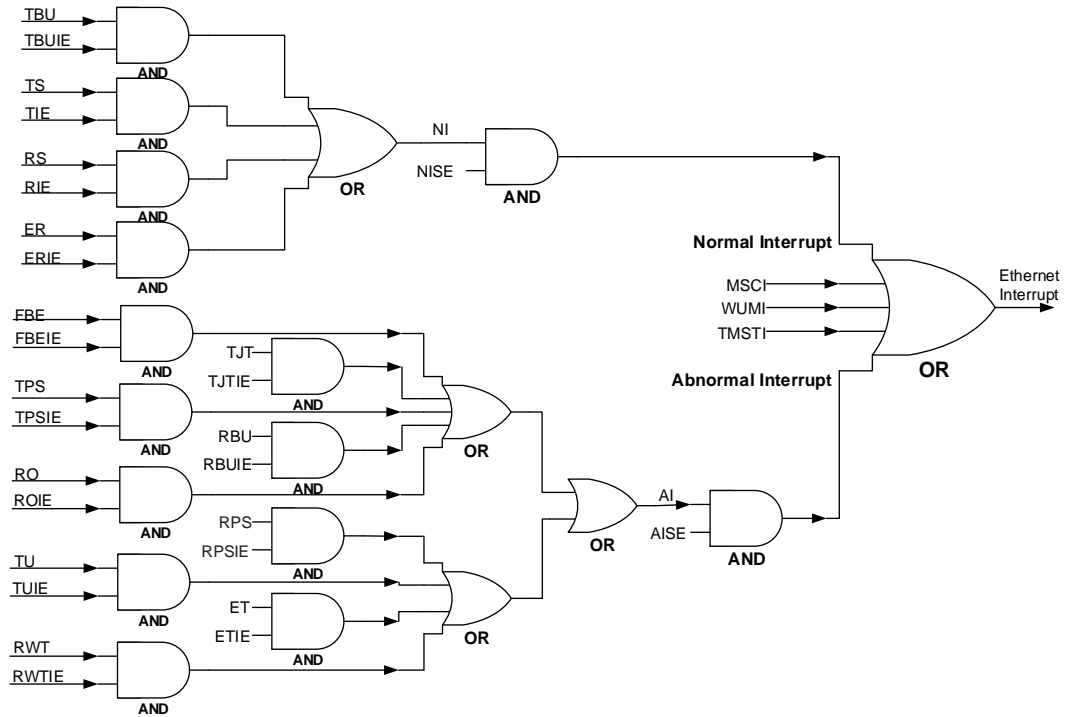 TBU
TBUIE
AND
TS
TIE
AND
RS
RIE
AND
ER
ERIE
AND
OR
NI
NISE
AND
Normal Interrupt
MSCI
WUMI
TMSTI
Abnormal Interrupt
OR
Ethernet
Interrupt
FBE
FBEIE
AND
TJT
TJTIE
AND
TPS
TPSIE
AND
RBU
RBUIE
AND
RO
ROIE
AND
OR
RPS
RPSIE
AND
TU
TUIE
AND
ET
ETIE
AND
RWT
RWTIE
AND
OR
OR
AI
AISE
AND